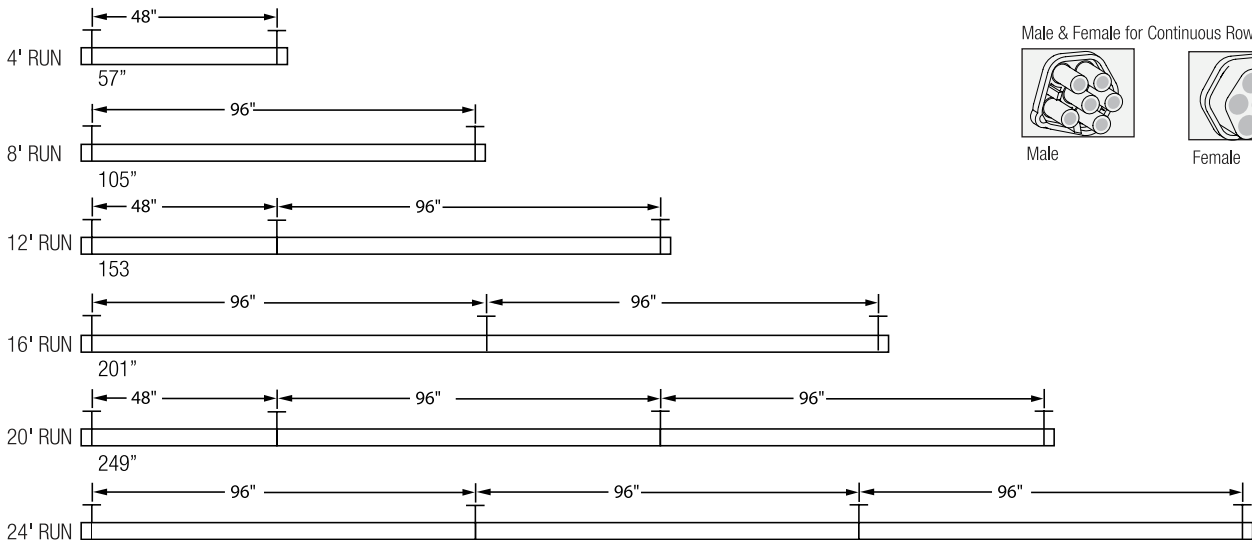 48"
4' RUN
57”
96"
8' RUN
105”
48" 96"
12' RUN
153
96" 96"
16' RUN
201”
48" 96" 96"
20' RUN
249”
96" 96" 96"
24' RUN
Male & Female for Continuous Row
Male
Female